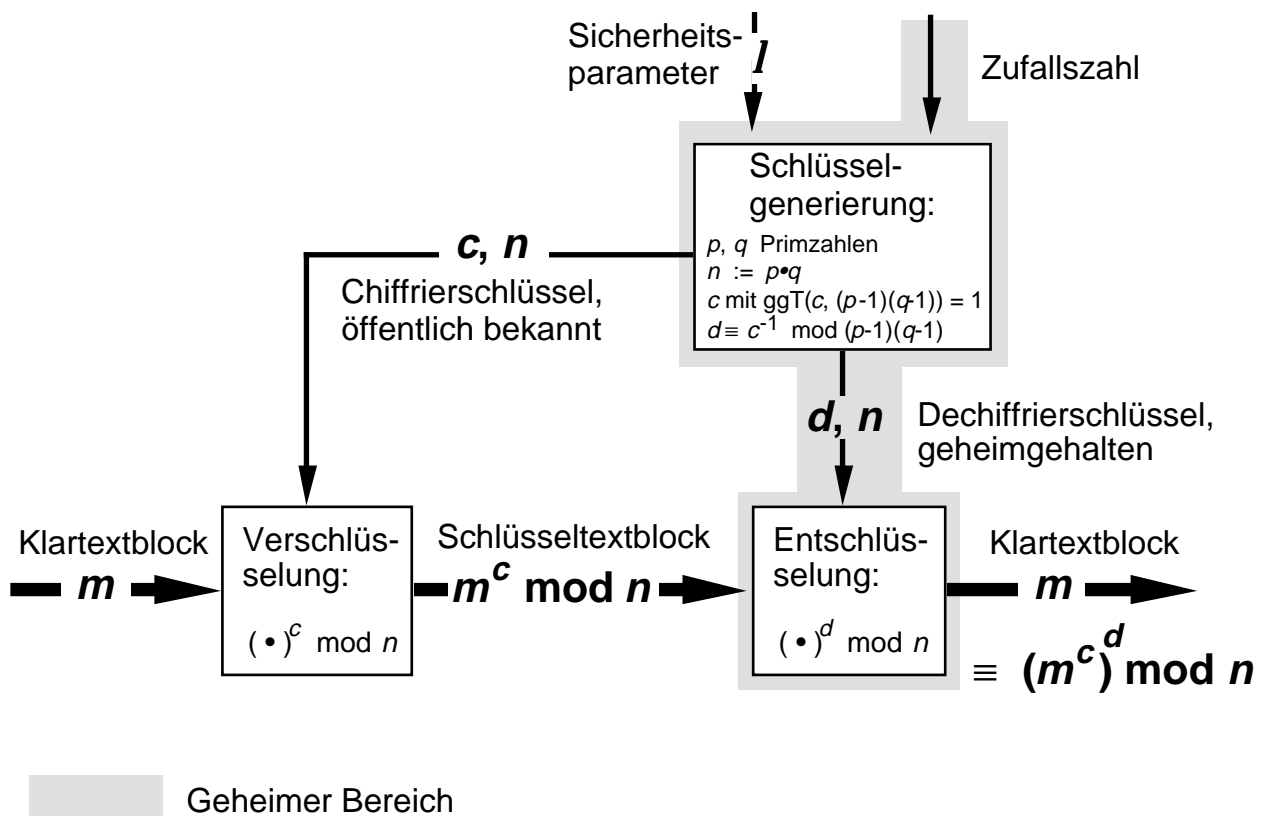 Sicherheits-
parameter
l
Zufallszahl
Schlüssel-
generierung:
p, q Primzahlen
n := p•q
c mit ggT(c, (p-1)(q-1)) = 1
d ≡ c^-1 mod (p-1)(q-1)
c, n
Chiffrierschlüssel,
öffentlich bekannt
d, n
Dechiffrierschlüssel,
geheimgehalten
Klartextblock
m
Verschlüs-
selung:
( • )^c mod n
Schlüsseltextblock
m^c mod n
Entschlüs-
selung:
( • )^d mod n
Klartextblock
m
≡ (m^c)^d mod n
Geheimer Bereich